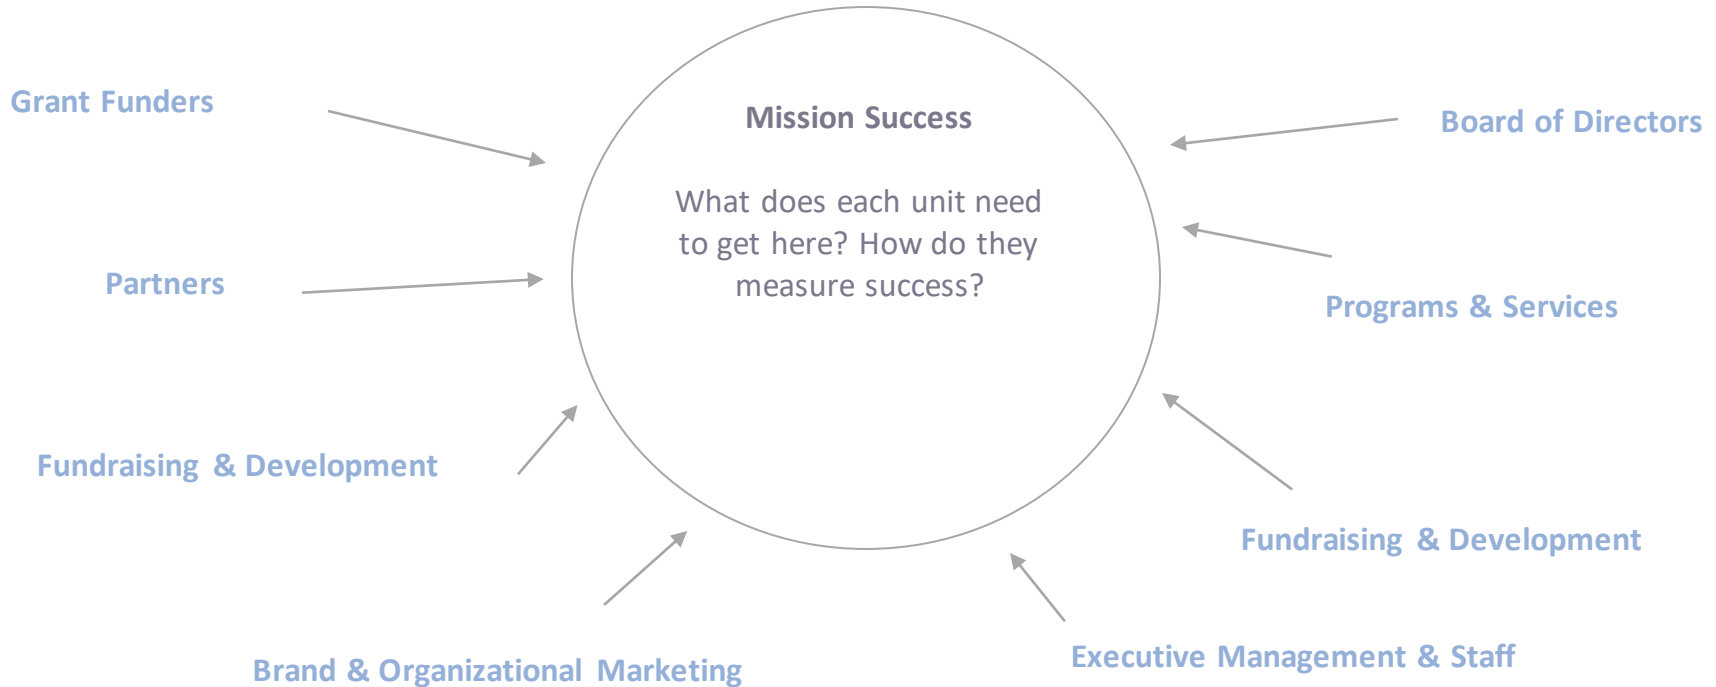 Grant Funders
Mission Success
Board of Directors
What does each unit need
to get here? How do they
measure success?
Partners
Programs & Services
Fundraising & Development
Fundraising & Development
Brand & Organizational Marketing
Executive Management & Staff